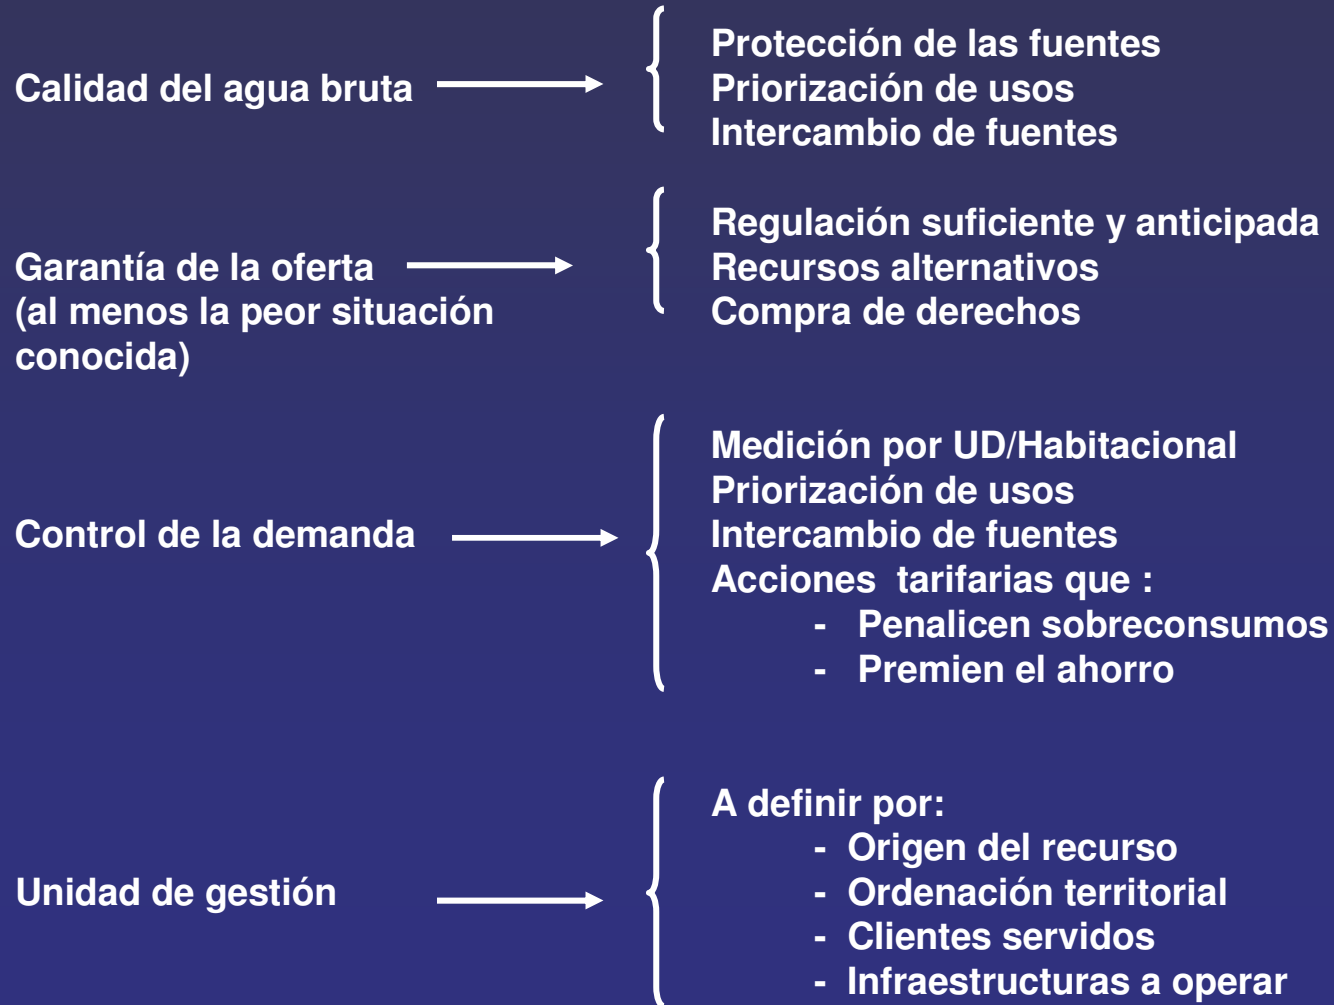 Calidad del agua bruta
Protección de las fuentes
Priorización de usos
Intercambio de fuentes
Garantía de la oferta
(al menos la peor situación
conocida)
Regulación suficiente y anticipada
Recursos alternativos
Compra de derechos
Control de la demanda
Medición por UD/Habitacional
Priorización de usos
Intercambio de fuentes
Acciones  tarifarias que :
- Penalicen sobreconsumos
- Premien el ahorro
Unidad de gestión
A definir por:
- Origen del recurso
- Ordenación territorial
- Clientes servidos
- Infraestructuras a operar